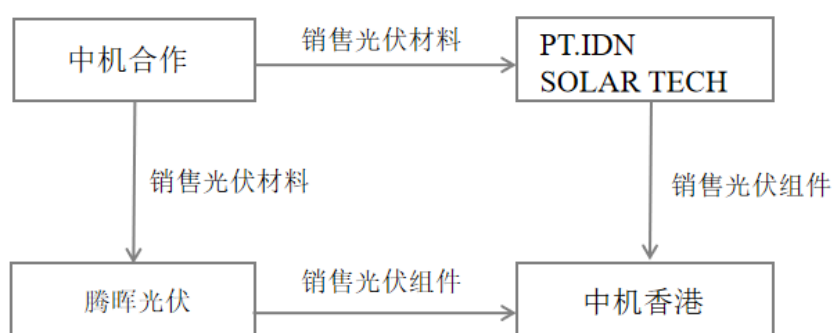 销售光伏材料
中机合作
PT.IDN
SOLAR TECH
销售光伏材料
销售光伏组件
销售光伏组件
腾晖光伏
中机香港